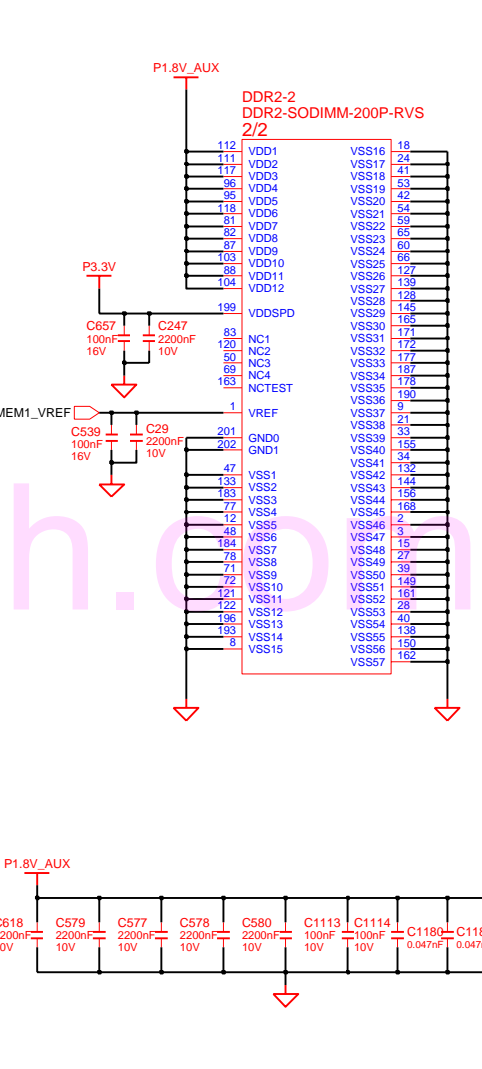 P1.8V_AUX
DDR2-2
DDR2-SODIMM-200P-RVS
2/2
112 VDD1 VSS16 18
111 VDD2 VSS17 24
117 VDD3 VSS18 41
96 VDD4 VSS19 53
95 VDD5 VSS20 42
118 VDD6 VSS21 54
81 VDD7 VSS22 59
82 VDD8 VSS23 65
87 VDD9 VSS24 60
103 VDD10 VSS25 66
88 VDD11 VSS26 127
104 VDD12 VSS27 139
VSS28 128
P3.3V
199 VDDSPD VSS29 145
VSS30 165
C657 C247
100nF 2200nF
16V 10V
83 NC1 VSS31 171
120 NC2 VSS32 172
50 NC3 VSS33 177
69 NC4 VSS34 187
163 NCTEST VSS35 178
VSS36 190
MEM1_VREF 1 VREF VSS37 9
VSS38 21
C539 C29
100nF 2200nF
16V 10V
201 GND0 VSS39 33
202 GND1 VSS40 155
VSS41 34
47 VSS1 VSS42 132
133 VSS2 VSS43 144
183 VSS3 VSS44 156
77 VSS4 VSS45 168
12 VSS5 VSS46 2
48 VSS6 VSS47 3
184 VSS7 VSS48 15
78 VSS8 VSS49 27
71 VSS9 VSS50 39
72 VSS10 VSS51 149
121 VSS11 VSS52 161
122 VSS12 VSS53 28
196 VSS13 VSS54 40
193 VSS14 VSS55 138
8 VSS15 VSS56 150
VSS57 162
h.com
P1.8V_AUX
C618 C579 C577 C578 C580 C1113 C1114 C1180 C118
200nF 2200nF 2200nF 2200nF 2200nF 100nF 100nF 0.047nF 0.047n
0V 10V 10V 10V 10V 10V 10V